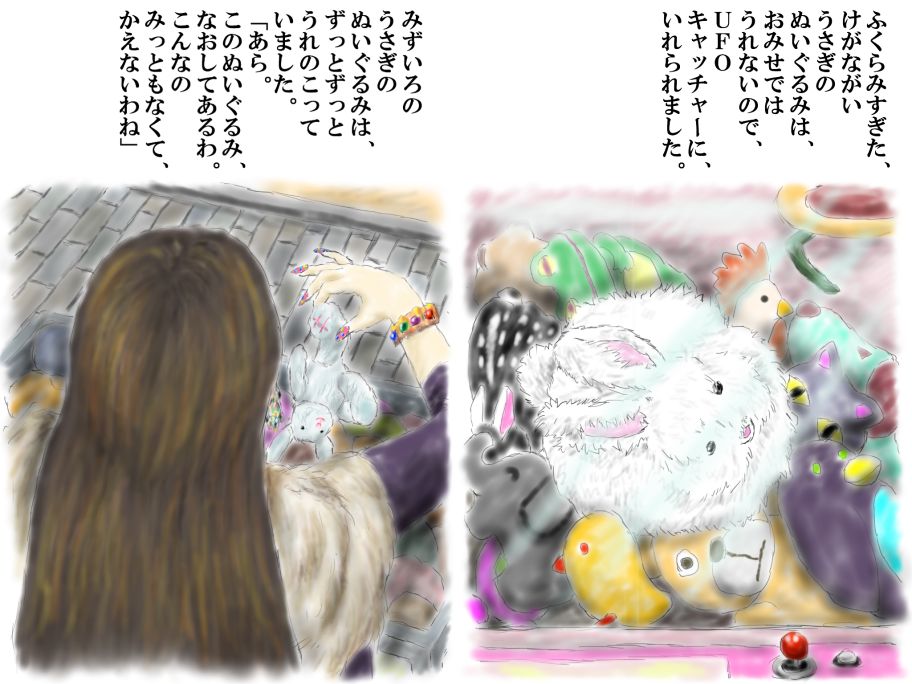 ふくらみすぎた、
けがながい
うさぎの
ぬいぐるみは、
おみせでは
うれないので、
UFO
キャッチャーに、
いれられました。
みずいろの
うさぎの
ぬいぐるみは、
ずっとずっと
うれのこって
いました。
「あら。
このぬいぐるみ、
なおしてあるわ。
こんなの
みっともなくて、
かえないわね」